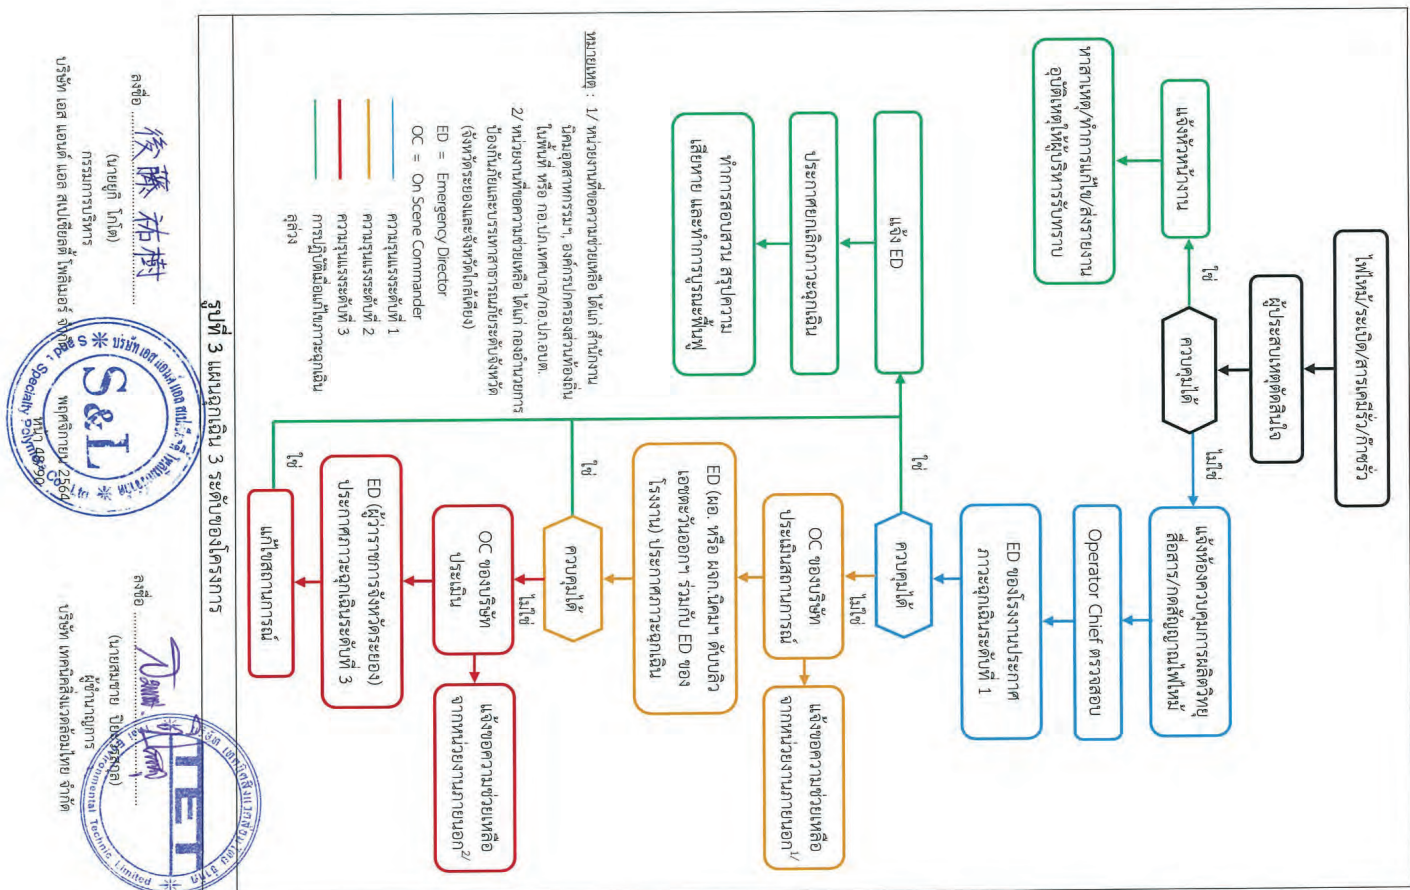 ไฟไหม้/ระเบิด/สารเคมีรั่ว/ก๊าซรั่ว
ผู้ประสบเหตุตัดสินใจ
ควบคุมได้
ใช่
ไม่ใช่
แจ้งหัวหน้างาน
หาสาเหตุ/ทำการแก้ไข/ส่งรายงาน
อุบัติเหตุให้ผู้บริหารรับทราบ
แจ้งห้องควบคุมการผลิตวิทยุ
สื่อสาร/กดสัญญาณไฟไหม้
Operator Chief ตรวจสอบ
ED ของโรงงานประกาศ
ภาวะฉุกเฉินระดับที่ 1
ควบคุมได้
ใช่
ไม่ใช่
แจ้ง ED
ประกาศยกเลิกภาวะฉุกเฉิน
ทำการสอบสวน สรุปความ
เสียหาย และทำการบูรณะฟื้นฟู
OC ของบริษัท
ประเมินสถานการณ์
แจ้งขอความช่วยเหลือ
จากหน่วยงานภายนอก1/
ED (ผอ. หรือ ผจก.นิคมฯ ดับบลิว
เอชตะวันออกฯ ร่วมกับ ED ของ
โรงงาน) ประกาศภาวะฉุกเฉิน
ควบคุมได้
ใช่
ไม่ใช่
OC ของบริษัท
ประเมิน
แจ้งขอความช่วยเหลือ
จากหน่วยงานภายนอก2/
ED (ผู้ว่าราชการจังหวัดระยอง)
ประกาศภาวะฉุกเฉินระดับที่ 3
แก้ไขสถานการณ์
ใช่
หมายเหตุ : 1/ หน่วยงานที่ขอความช่วยเหลือ ได้แก่ สำนักงาน
นิคมอุตสาหกรรมฯ, องค์กรปกครองส่วนท้องถิ่น
ในพื้นที่ หรือ กอ.ปภ.เทศบาล/กอ.ปภ.อบต.
2/ หน่วยงานที่ขอความช่วยเหลือ ได้แก่ กองอำนวยการ
ป้องกันภัยและบรรเทาสาธารณภัยระดับจังหวัด
(จังหวัดระยองและจังหวัดใกล้เคียง)
ED = Emergency Director
OC = On Scene Commander
ความรุนแรงระดับที่ 1
ความรุนแรงระดับที่ 2
ความรุนแรงระดับที่ 3
การปฏิบัติเมื่อแก้ไขภาวะฉุกเฉิน
ลุล่วง
รูปที่ 3 แผนฉุกเฉิน 3 ระดับของโครงการ
ลงชื่อ 後藤 祐樹
(นายยูกิ โกโต)
กรรมการบริหาร
บริษัท เอส แอนด์ แอล สเปเชียลตี้ โพลิเมอร์ จำกัด
S&L
S and L Specialty Polymers Co., Ltd
พฤศจิกายน 2564
หน้า 48/90
ลงชื่อ
(นายสมชาย
ผู้ชำนาญการ
บริษัท เทคนิคสิ่งแวดล้อมไทย จำกัด
TET
Environmental Technic Limited